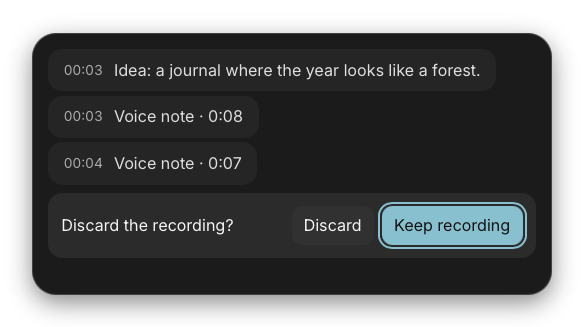 00:03 Idea: a journal where the year looks like a forest.
00:03 Voice note · 0:08
00:04 Voice note · 0:07
Discard the recording? Discard Keep recording